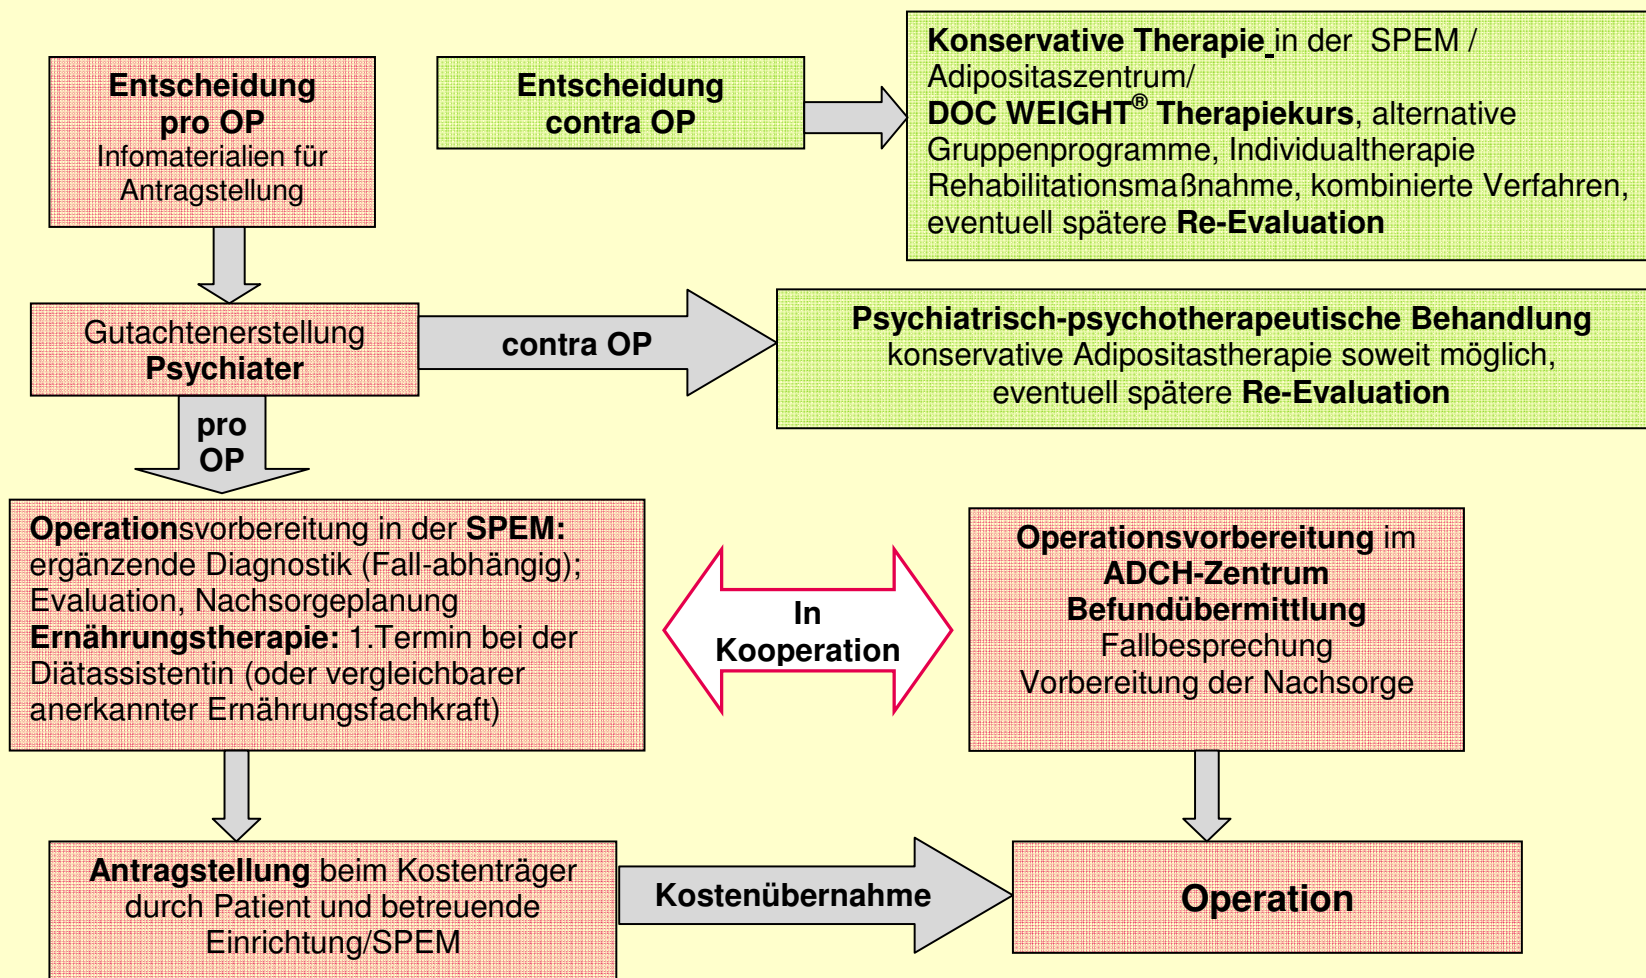 Entscheidung
pro OP
Infomaterialien für
Antragstellung
Entscheidung
contra OP
Konservative Therapie in der SPEM /
Adipositaszentrum/
DOC WEIGHT® Therapiekurs, alternative
Gruppenprogramme, Individualtherapie
Rehabilitationsmaßnahme, kombinierte Verfahren,
eventuell spätere Re-Evaluation
Gutachtenerstellung
Psychiater
contra OP
Psychiatrisch-psychotherapeutische Behandlung
konservative Adipositastherapie soweit möglich,
eventuell spätere Re-Evaluation
pro
OP
Operationsvorbereitung in der SPEM:
ergänzende Diagnostik (Fall-abhängig);
Evaluation, Nachsorgeplanung
Ernährungstherapie: 1.Termin bei der
Diätassistentin (oder vergleichbarer
anerkannter Ernährungsfachkraft)
In
Kooperation
Operationsvorbereitung im
ADCH-Zentrum
Befundübermittlung
Fallbesprechung
Vorbereitung der Nachsorge
Antragstellung beim Kostenträger
durch Patient und betreuende
Einrichtung/SPEM
Kostenübernahme
Operation